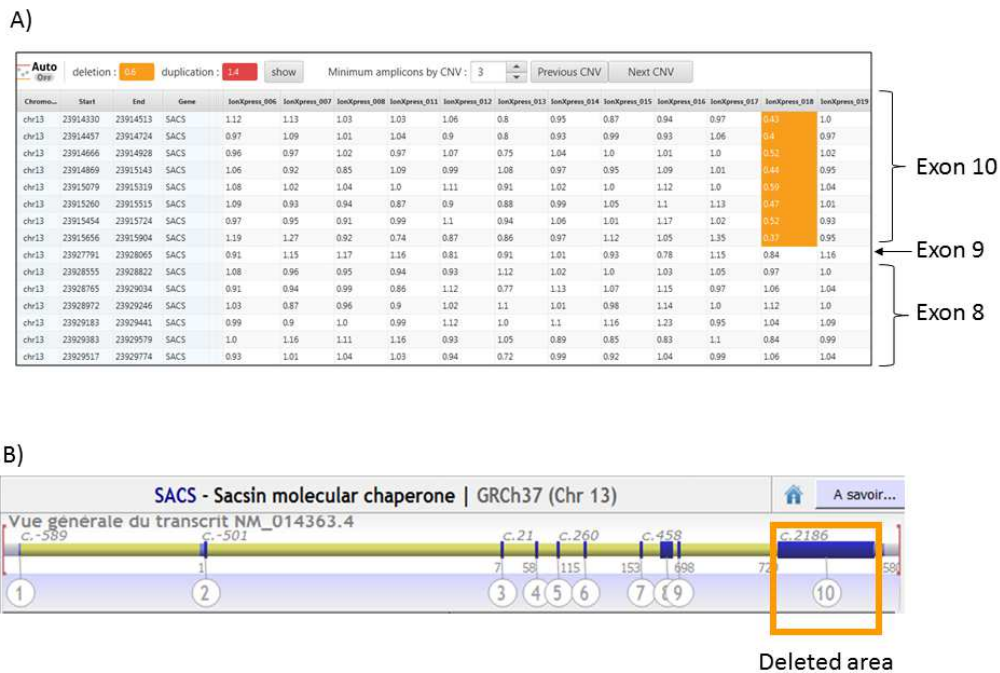 A)
Auto Off deletion : 0.6 duplication : 1.4 show Minimum amplicons by CNV : 3 Previous CNV Next CNV
Chromo... Start End Gene IonXpress_006 IonXpress_007 IonXpress_008 IonXpress_011 IonXpress_012 IonXpress_013 IonXpress_014 IonXpress_015 IonXpress_016 IonXpress_017 IonXpress_018 IonXpress_019
chr13 23914330 23914513 SACS 1.12 1.13 1.03 1.03 1.06 0.8 0.95 0.87 0.94 0.97 0.43 1.0
chr13 23914457 23914724 SACS 0.97 1.09 1.01 1.04 0.9 0.8 0.93 0.99 0.93 1.06 0.4 0.97
chr13 23914666 23914928 SACS 0.96 0.97 1.02 0.97 1.07 0.75 1.04 1.0 1.01 1.0 0.52 1.02
chr13 23914869 23915143 SACS 1.06 0.92 0.85 1.09 0.99 1.08 0.97 0.95 1.09 1.01 0.44 0.95
chr13 23915079 23915319 SACS 1.08 1.02 1.04 1.0 1.11 0.91 1.02 1.0 1.12 1.0 0.59 1.04
chr13 23915260 23915515 SACS 1.09 0.93 0.94 0.87 0.9 0.88 0.99 1.05 1.1 1.13 0.47 1.01
chr13 23915454 23915724 SACS 0.97 0.95 0.91 0.99 1.1 0.94 1.06 1.01 1.17 1.02 0.52 0.93
chr13 23915656 23915904 SACS 1.19 1.27 0.92 0.74 0.87 0.86 0.97 1.12 1.05 1.35 0.37 0.95
chr13 23927791 23928065 SACS 0.91 1.15 1.17 1.16 0.81 0.91 1.01 0.93 0.78 1.15 0.84 1.16
chr13 23928555 23928822 SACS 1.08 0.96 0.95 0.94 0.93 1.12 1.02 1.0 1.03 1.05 0.97 1.0
chr13 23928765 23929034 SACS 0.91 0.94 0.99 0.86 1.12 0.77 1.13 1.07 1.15 0.97 1.06 1.04
chr13 23928972 23929246 SACS 1.03 0.87 0.96 0.9 1.02 1.1 1.01 0.98 1.14 1.0 1.12 1.0
chr13 23929183 23929441 SACS 0.99 0.9 1.0 0.99 1.12 1.0 1.1 1.16 1.23 0.95 1.04 1.09
chr13 23929383 23929579 SACS 1.0 1.16 1.11 1.16 0.93 1.05 0.89 0.85 0.83 1.1 0.84 0.99
chr13 23929517 23929774 SACS 0.93 1.01 1.04 1.03 0.94 0.72 0.99 0.92 1.04 0.99 1.06 1.04
Exon 10
Exon 9
Exon 8
B)
SACS - Sacsin molecular chaperone | GRCh37 (Chr 13) A savoir...
Vue générale du transcrit NM_014363.4
c.-589 c.-501 c.21 c.260 c.458 c.2186
1 7 58 115 153 698
1 2 3 4 5 6 7 8 9 10
Deleted area